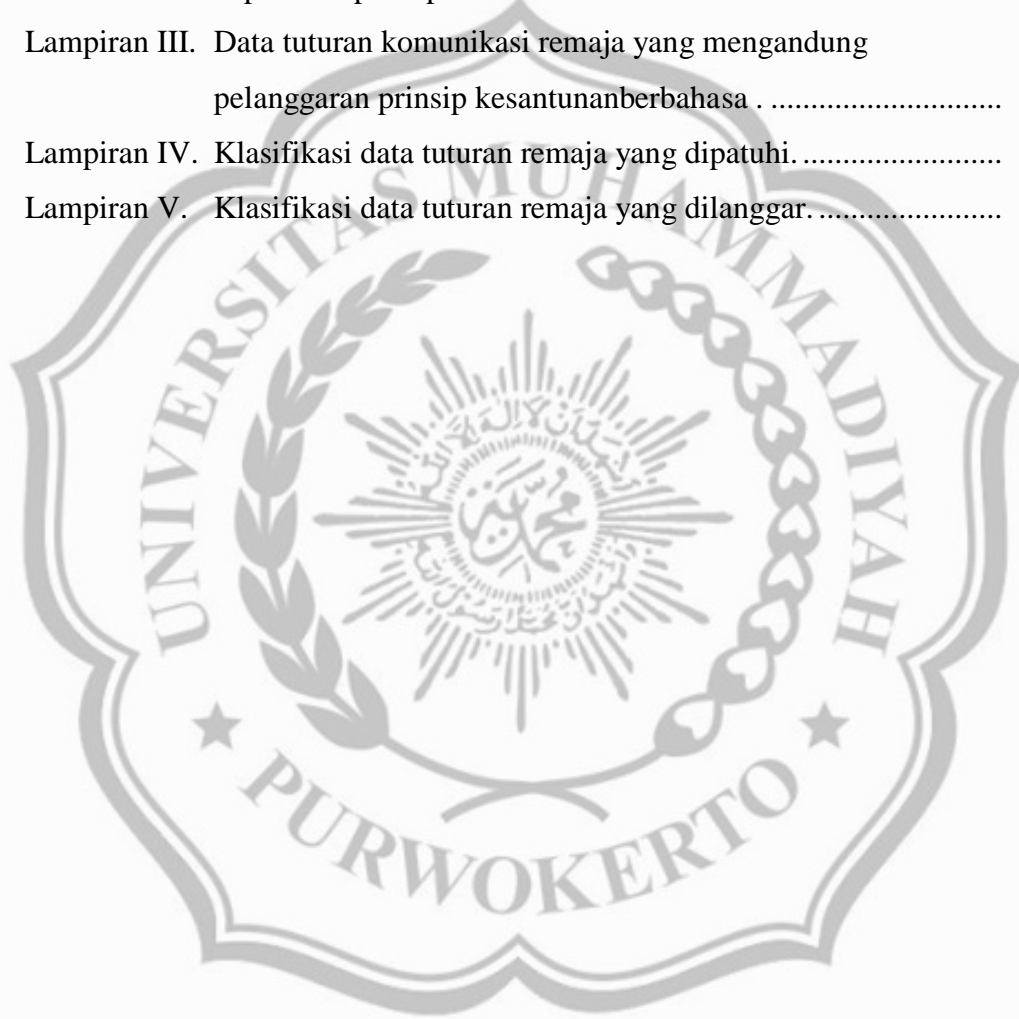 Lampiran III. Data tuturan komunikasi remaja yang mengandung
pelanggaran prinsip kesantunanberbahasa . ............................
Lampiran IV. Klasifikasi data tuturan remaja yang dipatuhi. ........................
Lampiran V. Klasifikasi data tuturan remaja yang dilanggar. ......................
UNIVERSITAS MUHAMMADIYAH
PURWOKERTO